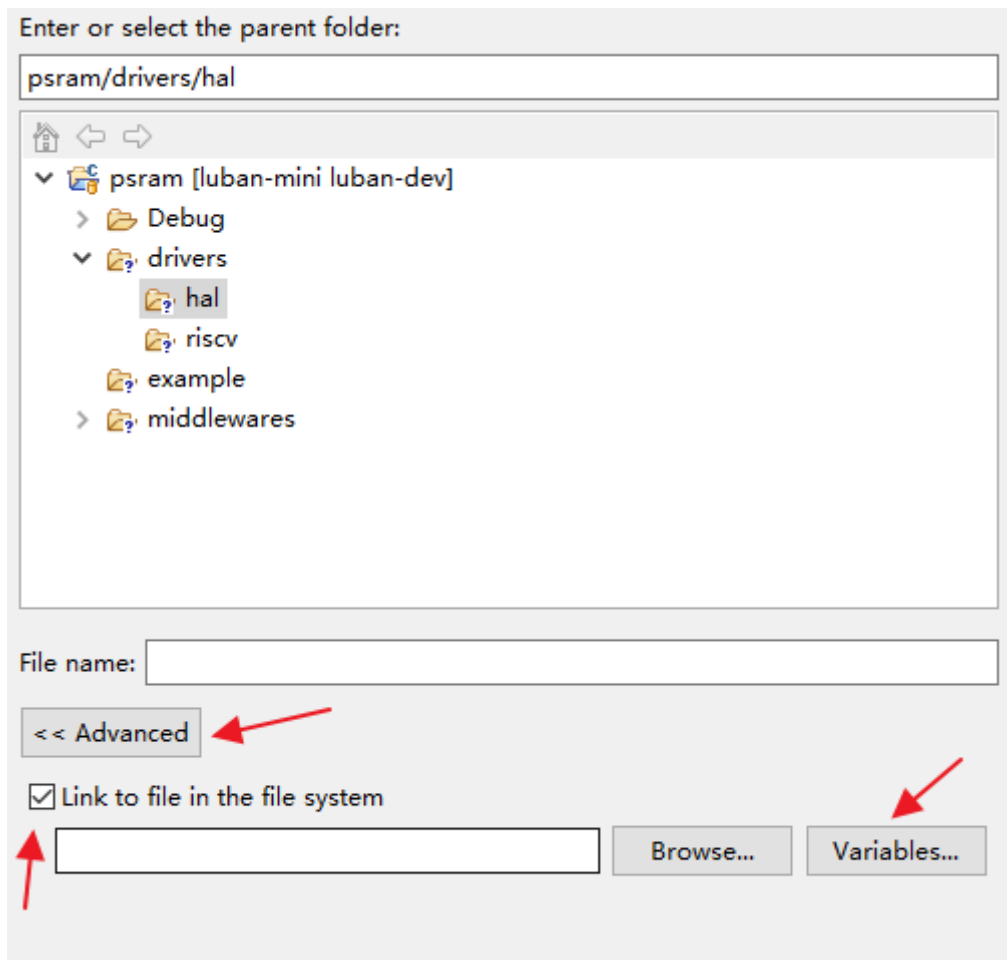 Enter or select the parent folder:
psram/drivers/hal
psram [luban-mini luban-dev]
Debug
drivers
hal
riscv
example
middlewares
File name:
<< Advanced
Link to file in the file system
Browse... Variables...